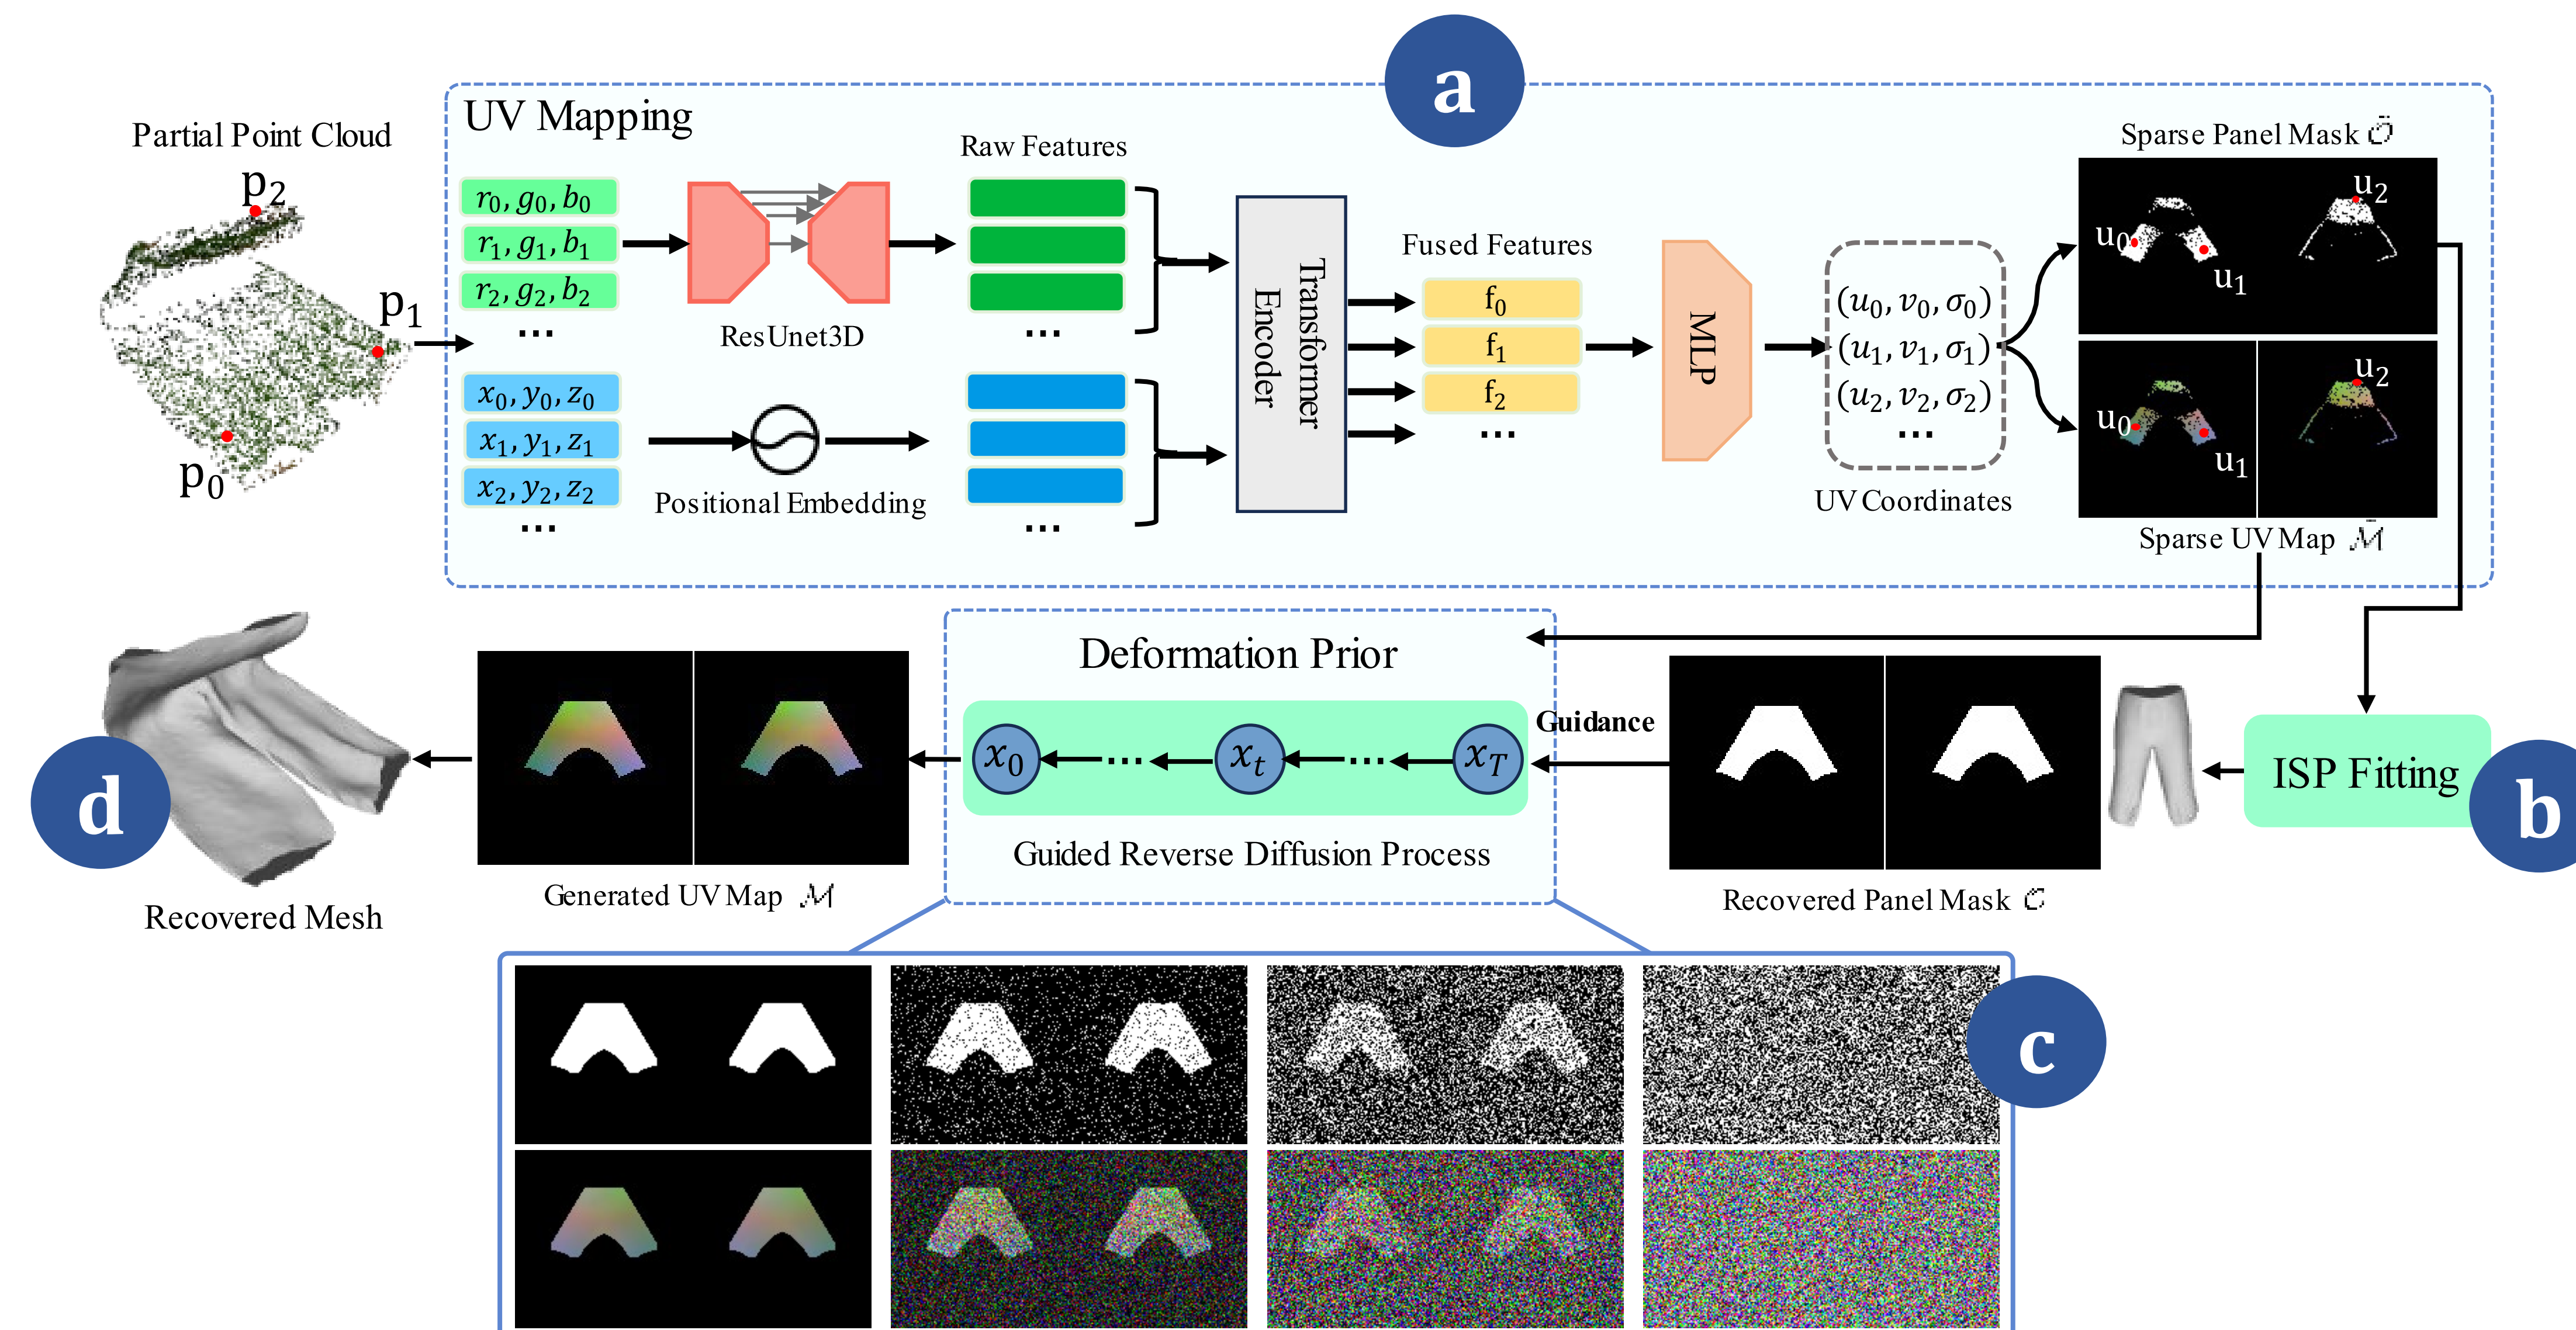 a
UV Mapping
Partial Point Cloud
p2
p1
p0
r0, g0, b0
r1, g1, b1
r2, g2, b2
...
ResUnet3D
Raw Features
...
x0, y0, z0
x1, y1, z1
x2, y2, z2
...
Positional Embedding
...
Transformer
Encoder
Fused Features
f0
f1
f2
...
MLP
(u0, v0, σ0)
(u1, v1, σ1)
(u2, v2, σ2)
...
UV Coordinates
Sparse Panel Mask Ō
u2
u0
u1
u2
u0
u1
Sparse UV Map M̄
Recovered Mesh
d
Generated UV Map M
Deformation Prior
x0
...
xt
...
xT
Guided Reverse Diffusion Process
Guidance
Recovered Panel Mask
ISP Fitting
b
c